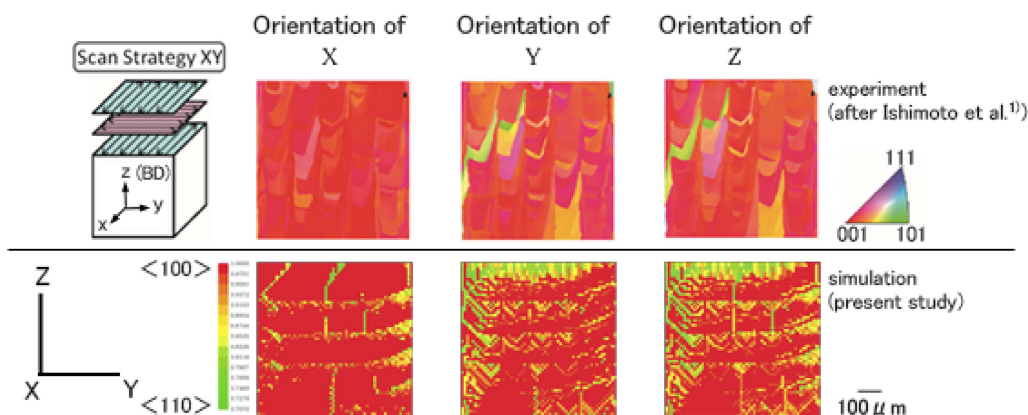 Orientation of
X
Orientation of
Y
Orientation of
Z
Scan Strategy XY
z (BD)
y
x
experiment
(after Ishimoto et al.¹⁾)
111
001
101
<100>
<110>
Z
X
Y
simulation
(present study)
100 μ m